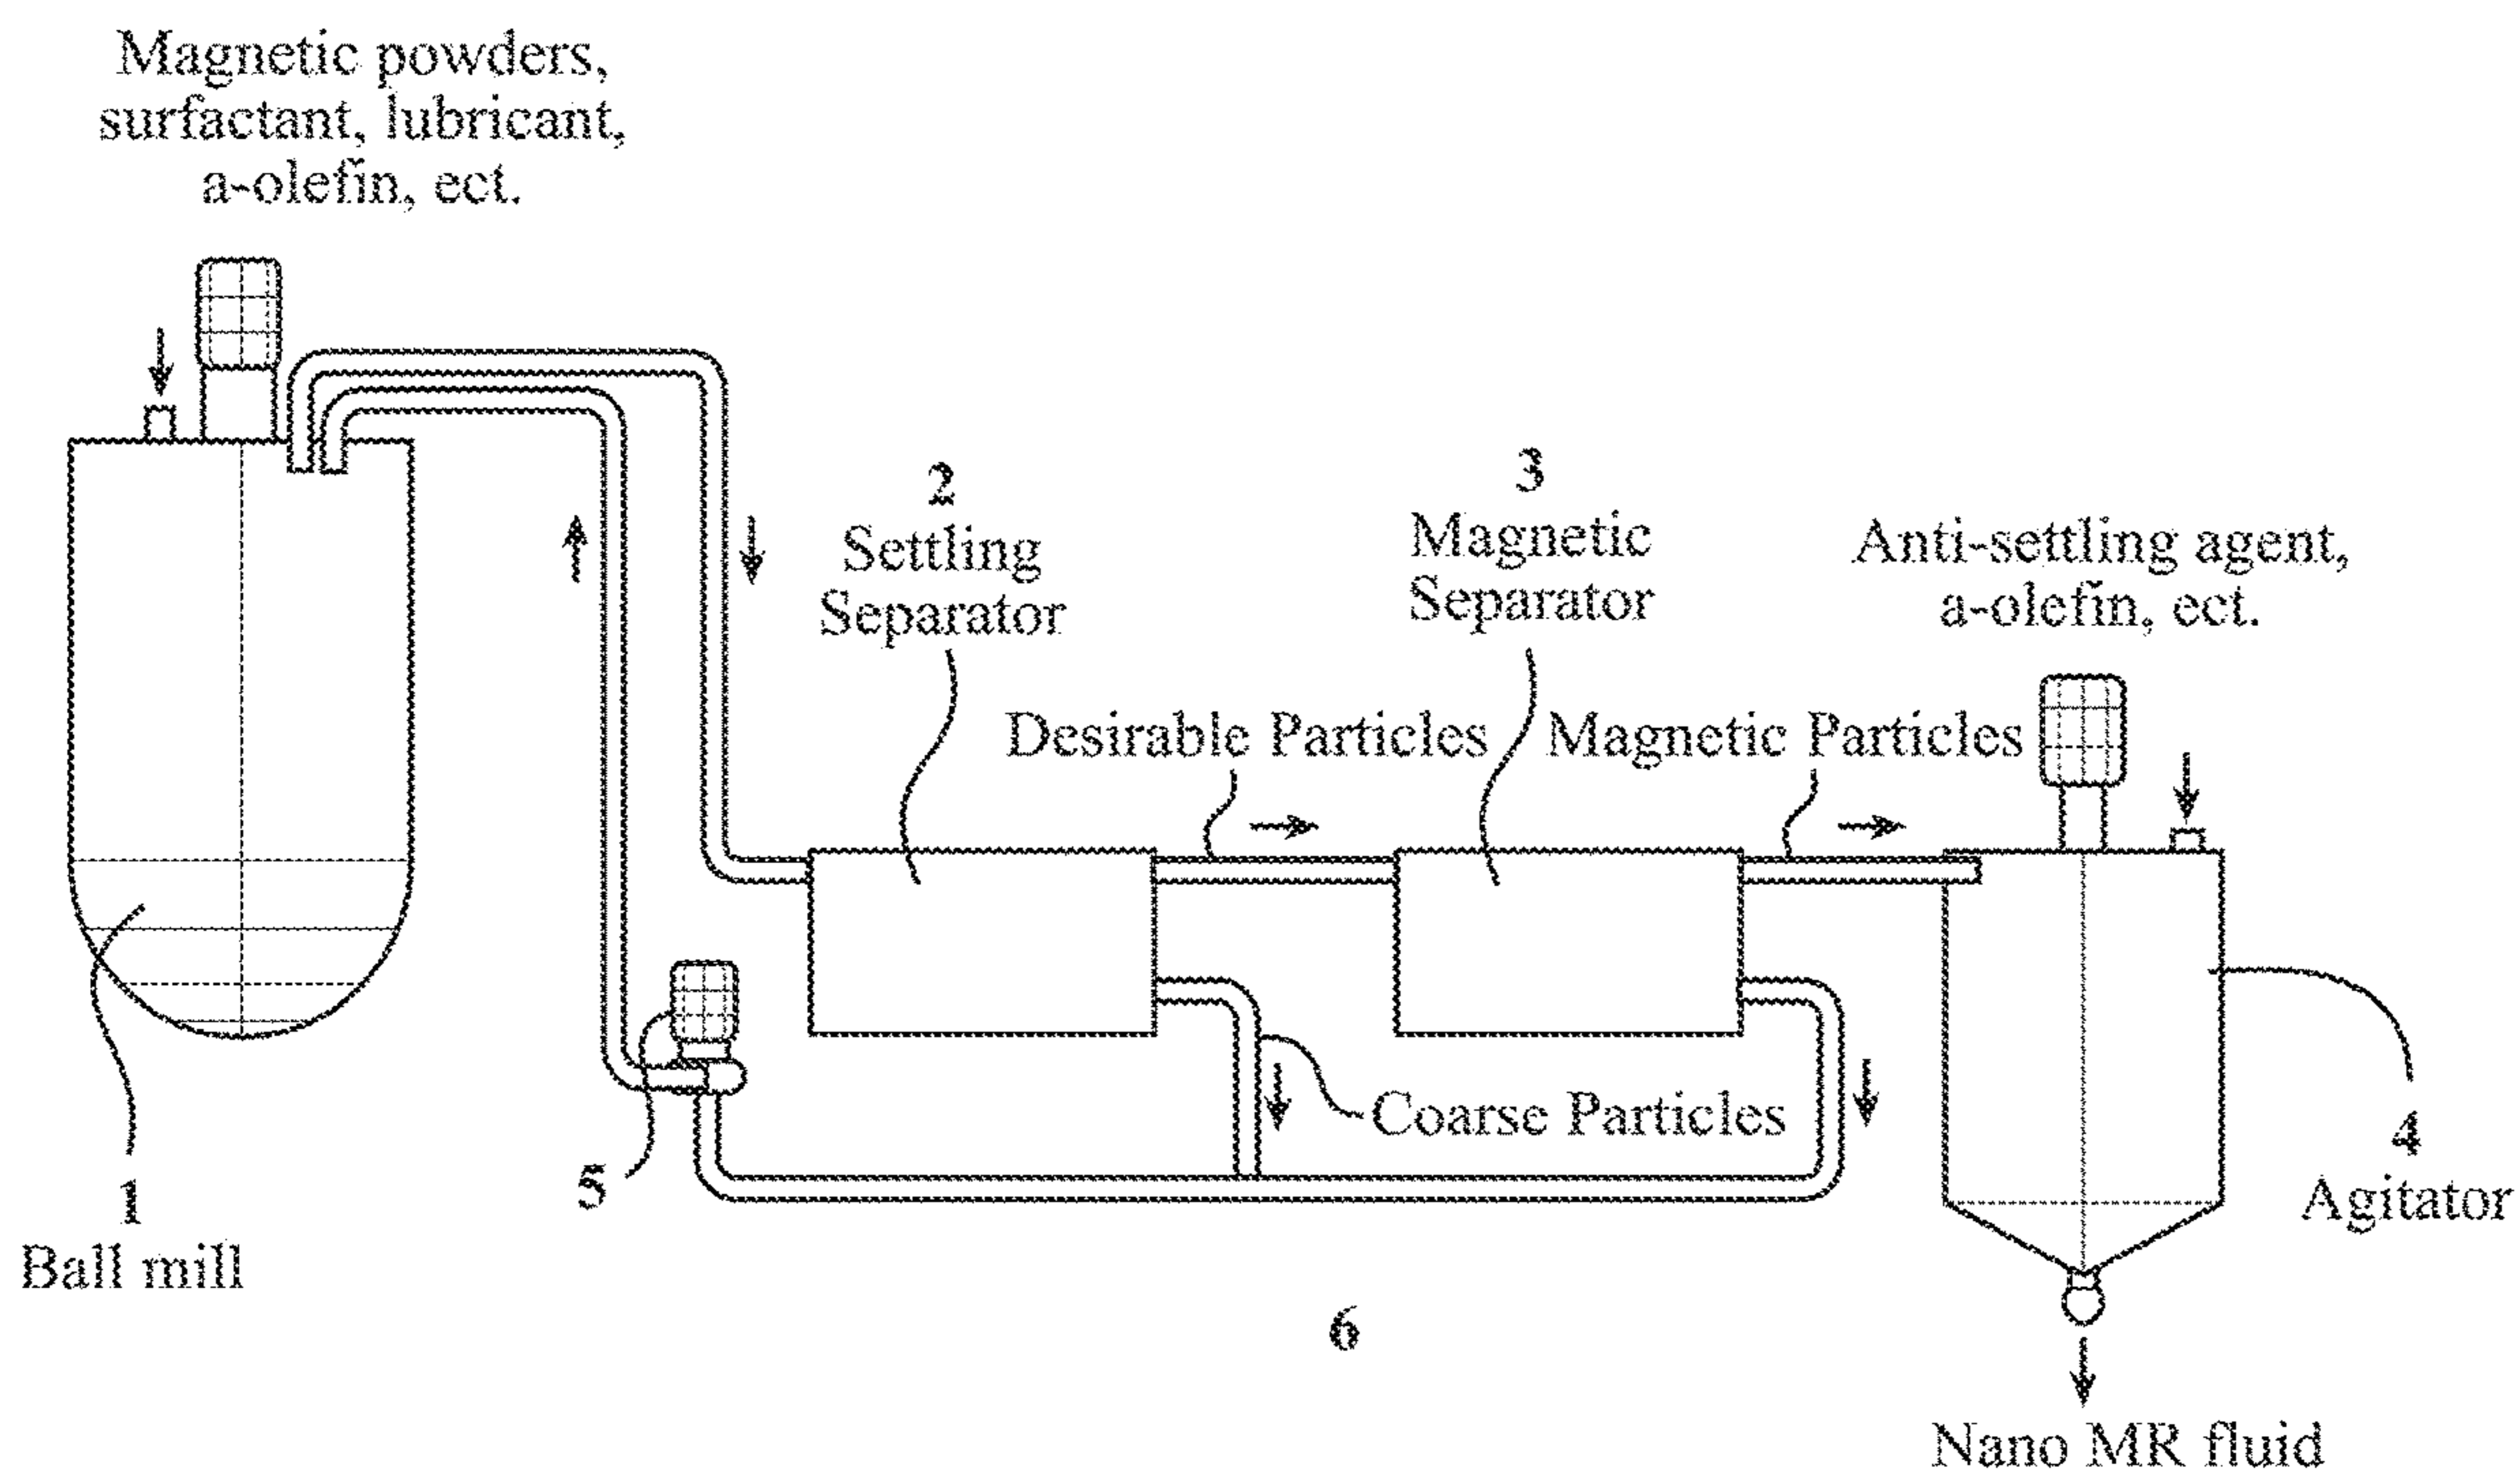 Magnetic powders,
surfactant, lubricant,
a-olefin, ect.
2
Settling
Separator
3
Magnetic
Separator
Anti-settling agent,
a-olefin, ect.
Desirable Particles
Magnetic Particles
Coarse Particles
1
Ball mill
5
4
Agitator
6
Nano MR fluid